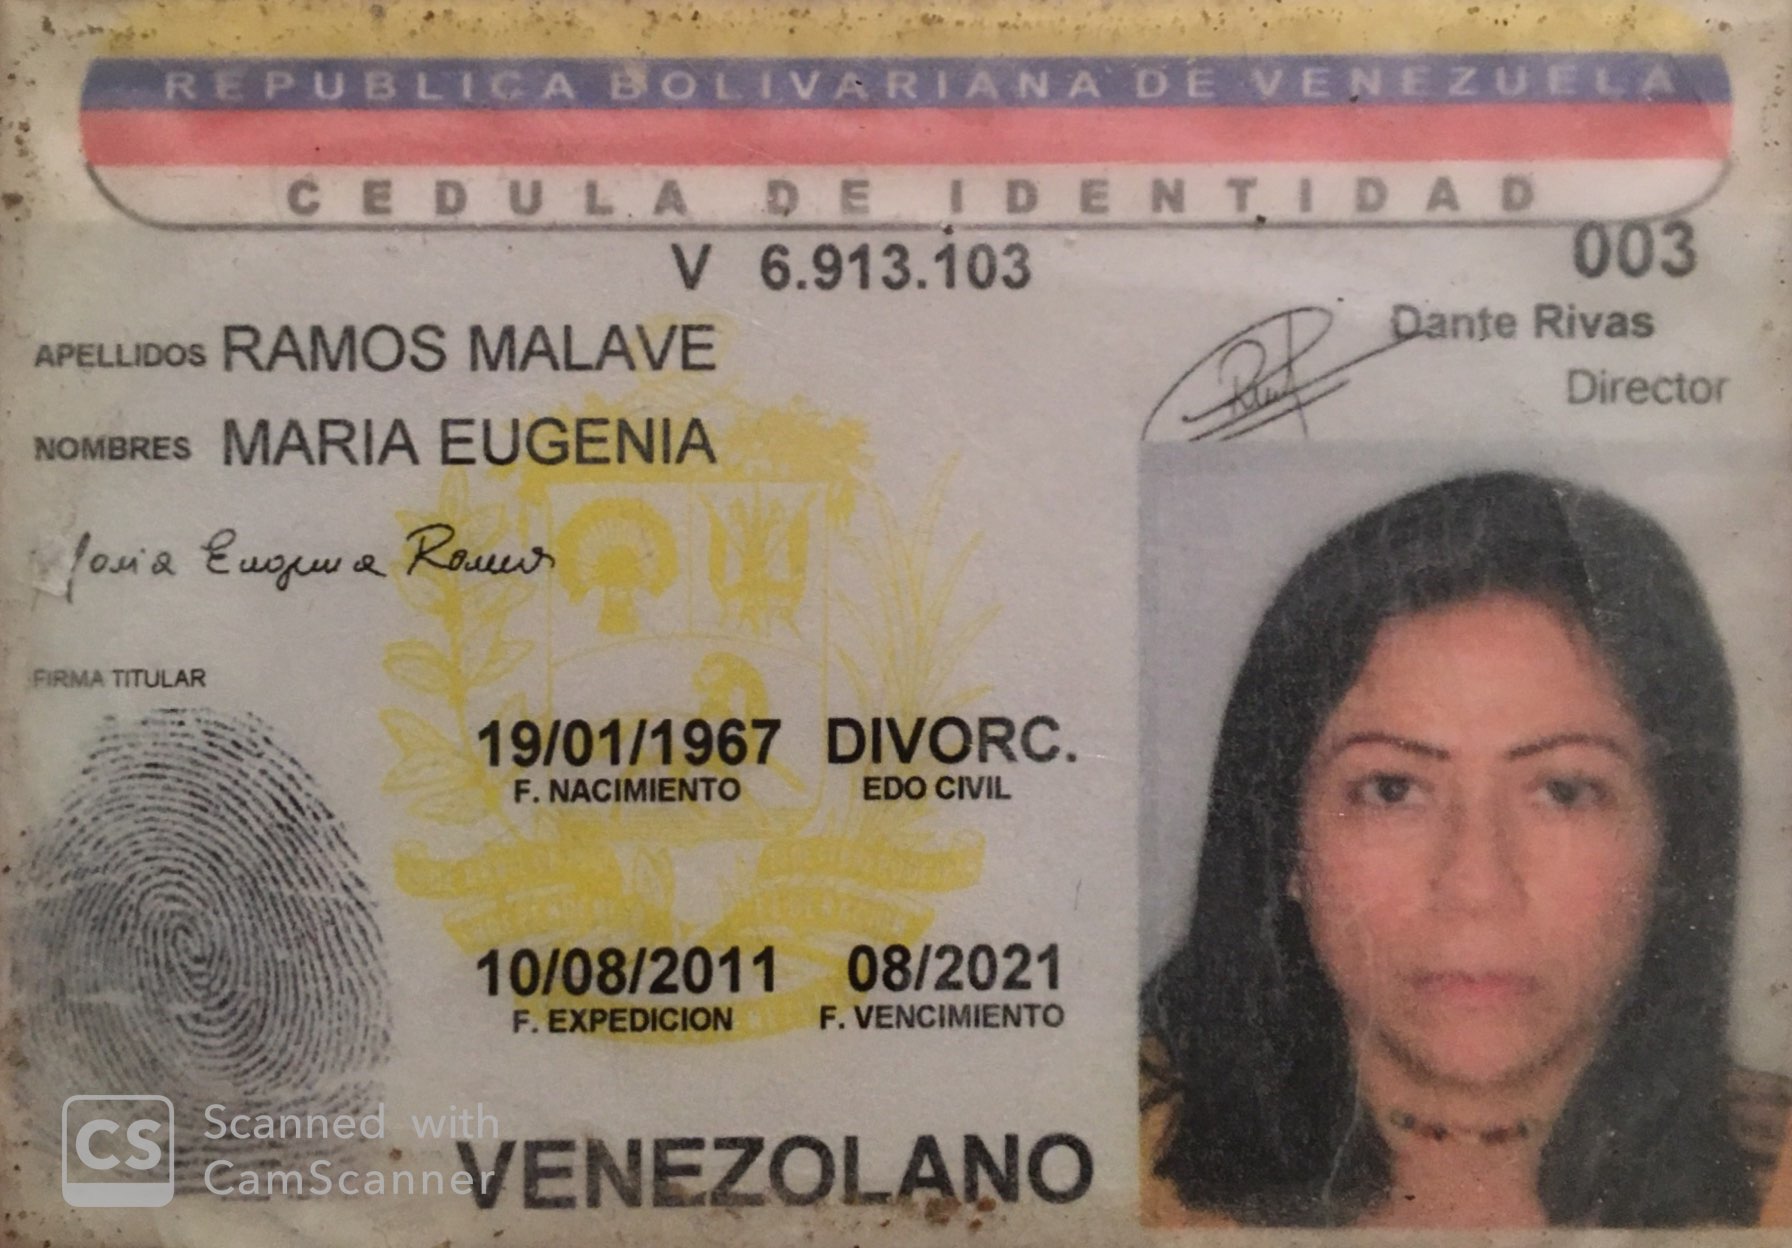 REPUBLICA BOLIVARIANA DE VENEZUELA
CEDULA DE IDENTIDAD
V 6.913.103
003
Dante Rivas
Director
APELLIDOS RAMOS MALAVE
NOMBRES MARIA EUGENIA
Maria Eugenia Ramos
FIRMA TITULAR
19/01/1967 DIVORC.
F. NACIMIENTO EDO CIVIL
10/08/2011 08/2021
F. EXPEDICION F. VENCIMIENTO
VENEZOLANO
CS Scanned with
CamScanner